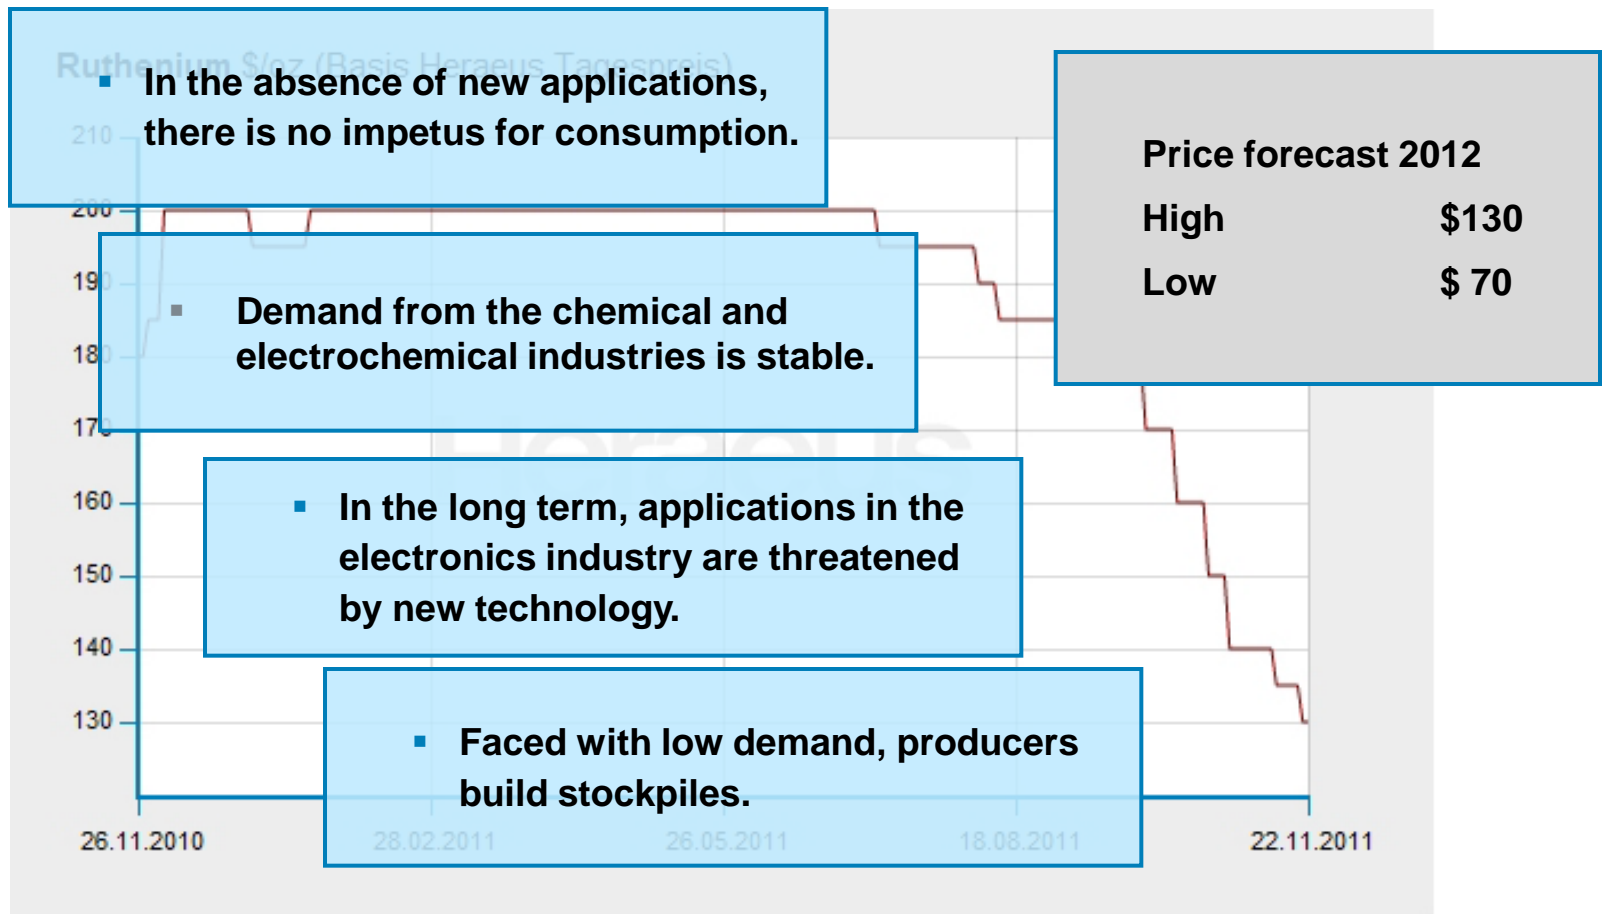 Ruthenium $/oz (Basis Heraeus Tagespreis)
▪ In the absence of new applications,
there is no impetus for consumption.
Price forecast 2012
High $130
Low $ 70
▪ Demand from the chemical and
electrochemical industries is stable.
▪ In the long term, applications in the
electronics industry are threatened
by new technology.
▪ Faced with low demand, producers
build stockpiles.
Heraeus
210
200
190
180
170
160
150
140
130
26.11.2010 28.02.2011 26.05.2011 18.08.2011 22.11.2011